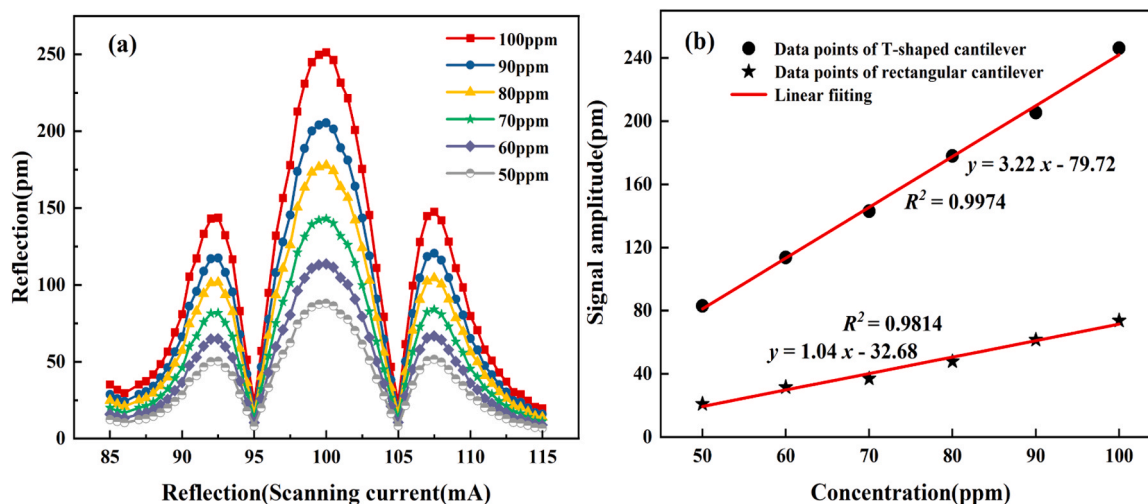 (a)
100ppm
90ppm
80ppm
70ppm
60ppm
50ppm
Reflection(pm)
250
200
150
100
50
0
85 90 95 100 105 110 115
Reflection(Scanning current(mA)
(b)
Data points of T-shaped cantilever
Data points of rectangular cantilever
Linear fiiting
Signal amplitude(pm)
240
200
160
120
80
40
0
y = 3.22 x - 79.72
R² = 0.9974
R² = 0.9814
y = 1.04 x - 32.68
50 60 70 80 90 100
Concentration(ppm)